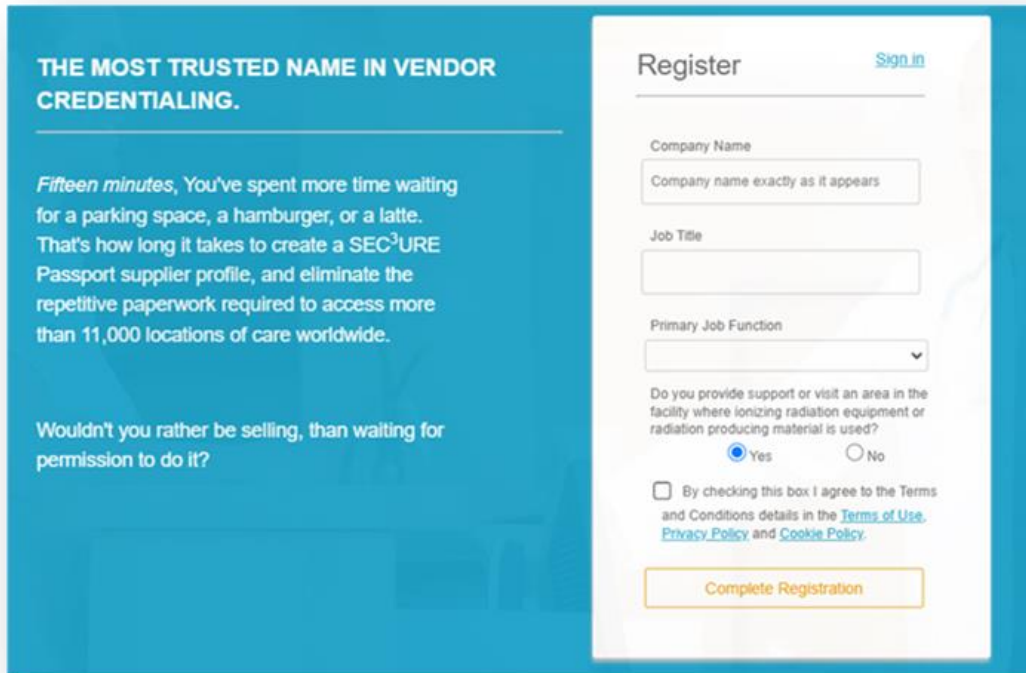 THE MOST TRUSTED NAME IN VENDOR
CREDENTIALING.
Fifteen minutes, You've spent more time waiting
for a parking space, a hamburger, or a latte.
That's how long it takes to create a SEC³URE
Passport supplier profile, and eliminate the
repetitive paperwork required to access more
than 11,000 locations of care worldwide.
Wouldn't you rather be selling, than waiting for
permission to do it?
Register
Sign in
Company Name
Company name exactly as it appears
Job Title
Primary Job Function
Do you provide support or visit an area in the
facility where ionizing radiation equipment or
radiation producing material is used?
Yes No
By checking this box I agree to the Terms
and Conditions details in the Terms of Use,
Privacy Policy and Cookie Policy.
Complete Registration